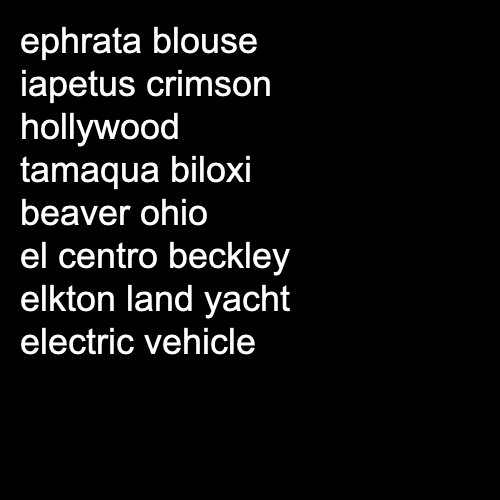 ephrata blouse
iapetus crimson
hollywood
tamaqua biloxi
beaver ohio
el centro beckley
elkton land yacht
electric vehicle